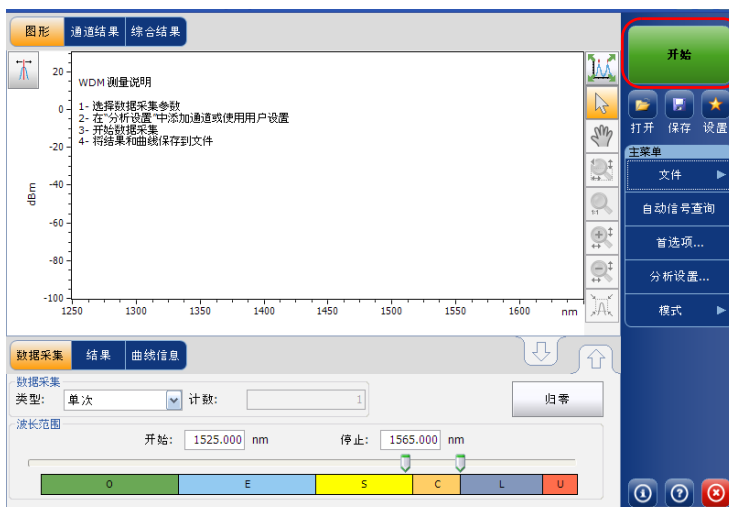 图形 通道结果 综合结果
开始
打开 保存 设置
主菜单
文件
自动信号查询
首选项...
分析设置...
模式
WDM 测量说明
1- 选择数据采集参数
2- 在"分析设置"中添加通道或使用用户设置
3- 开始数据采集
4- 将结果和曲线保存到文件
20
0
-20
-40
-60
-80
-100
dBm
1250 1300 1350 1400 1450 1500 1550 1600 nm
1:1
数据采集 结果 曲线信息
数据采集
类型: 单次 计数: 1 归零
波长范围
开始: 1525.000 nm 停止: 1565.000 nm
O E S C L U